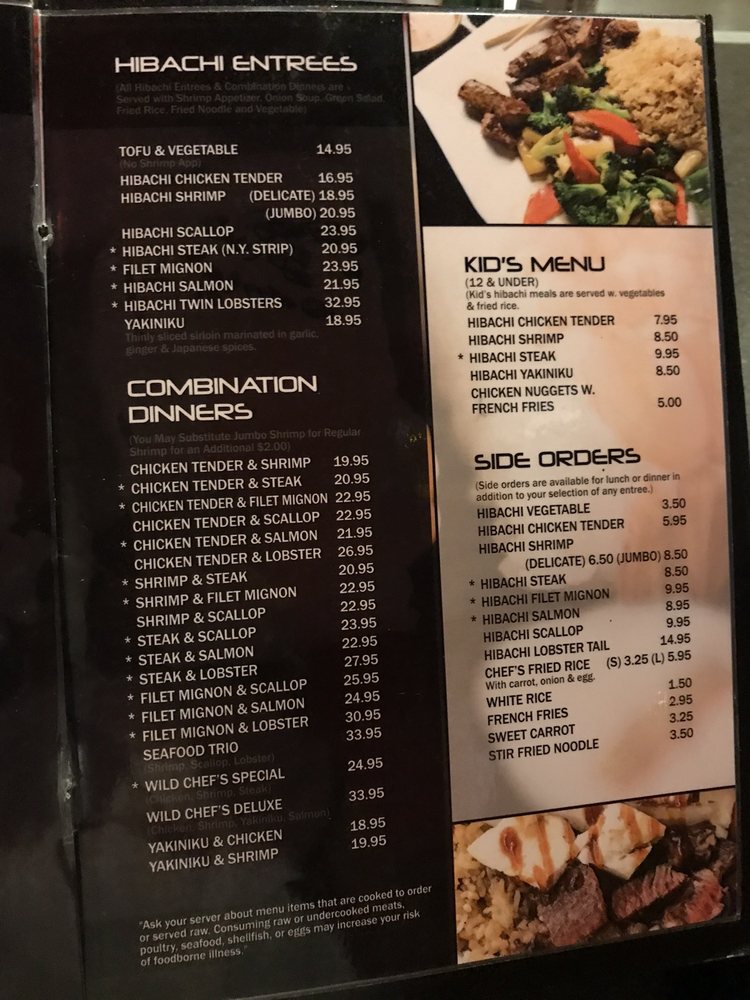 HIBACHI ENTREES
(All Hibachi Entrees & Combination Dinners are
Served with Shrimp Appetizer, Onion Soup, Green Salad,
Fried Rice, Fried Noodle and Vegetable)
TOFU & VEGETABLE 14.95
(No Shrimp App)
HIBACHI CHICKEN TENDER 16.95
HIBACHI SHRIMP (DELICATE) 18.95
(JUMBO) 20.95
HIBACHI SCALLOP 23.95
* HIBACHI STEAK (N.Y. STRIP) 20.95
* FILET MIGNON 23.95
* HIBACHI SALMON 21.95
* HIBACHI TWIN LOBSTERS 32.95
YAKINIKU 18.95
Thinly sliced sirloin marinated in garlic,
ginger & Japanese spices.
COMBINATION
DINNERS
(You May Substitute Jumbo Shrimp for Regular
Shrimp for an Additional $2.00)
CHICKEN TENDER & SHRIMP 19.95
* CHICKEN TENDER & STEAK 20.95
* CHICKEN TENDER & FILET MIGNON 22.95
CHICKEN TENDER & SCALLOP 22.95
* CHICKEN TENDER & SALMON 21.95
CHICKEN TENDER & LOBSTER 26.95
* SHRIMP & STEAK 20.95
* SHRIMP & FILET MIGNON 22.95
SHRIMP & SCALLOP 22.95
* STEAK & SCALLOP 23.95
* STEAK & SALMON 22.95
* STEAK & LOBSTER 27.95
* FILET MIGNON & SCALLOP 25.95
* FILET MIGNON & SALMON 24.95
* FILET MIGNON & LOBSTER 30.95
SEAFOOD TRIO 33.95
(Shrimp, Scallop, Lobster)
* WILD CHEF'S SPECIAL 24.95
(Chicken, Shrimp, Steak)
WILD CHEF'S DELUXE 33.95
(Chicken, Shrimp, Yakiniku, Salmon)
YAKINIKU & CHICKEN 18.95
YAKINIKU & SHRIMP 19.95
"Ask your server about menu items that are cooked to order
or served raw. Consuming raw or undercooked meats,
poultry, seafood, shellfish, or eggs may increase your risk
of foodborne illness."
KID'S MENU
(12 & UNDER)
(Kid's hibachi meals are served w. vegetables
& fried rice.
HIBACHI CHICKEN TENDER 7.95
HIBACHI SHRIMP 8.50
* HIBACHI STEAK 9.95
HIBACHI YAKINIKU 8.50
CHICKEN NUGGETS W.
FRENCH FRIES 5.00
SIDE ORDERS
(Side orders are available for lunch or dinner in
addition to your selection of any entree.)
HIBACHI VEGETABLE 3.50
HIBACHI CHICKEN TENDER 5.95
HIBACHI SHRIMP
(DELICATE) 6.50 (JUMBO) 8.50
* HIBACHI STEAK 8.50
* HIBACHI FILET MIGNON 9.95
* HIBACHI SALMON 8.95
HIBACHI SCALLOP 9.95
HIBACHI LOBSTER TAIL 14.95
CHEF'S FRIED RICE (S) 3.25 (L) 5.95
With carrot, onion & egg.
WHITE RICE 1.50
FRENCH FRIES 2.95
SWEET CARROT 3.25
STIR FRIED NOODLE 3.50